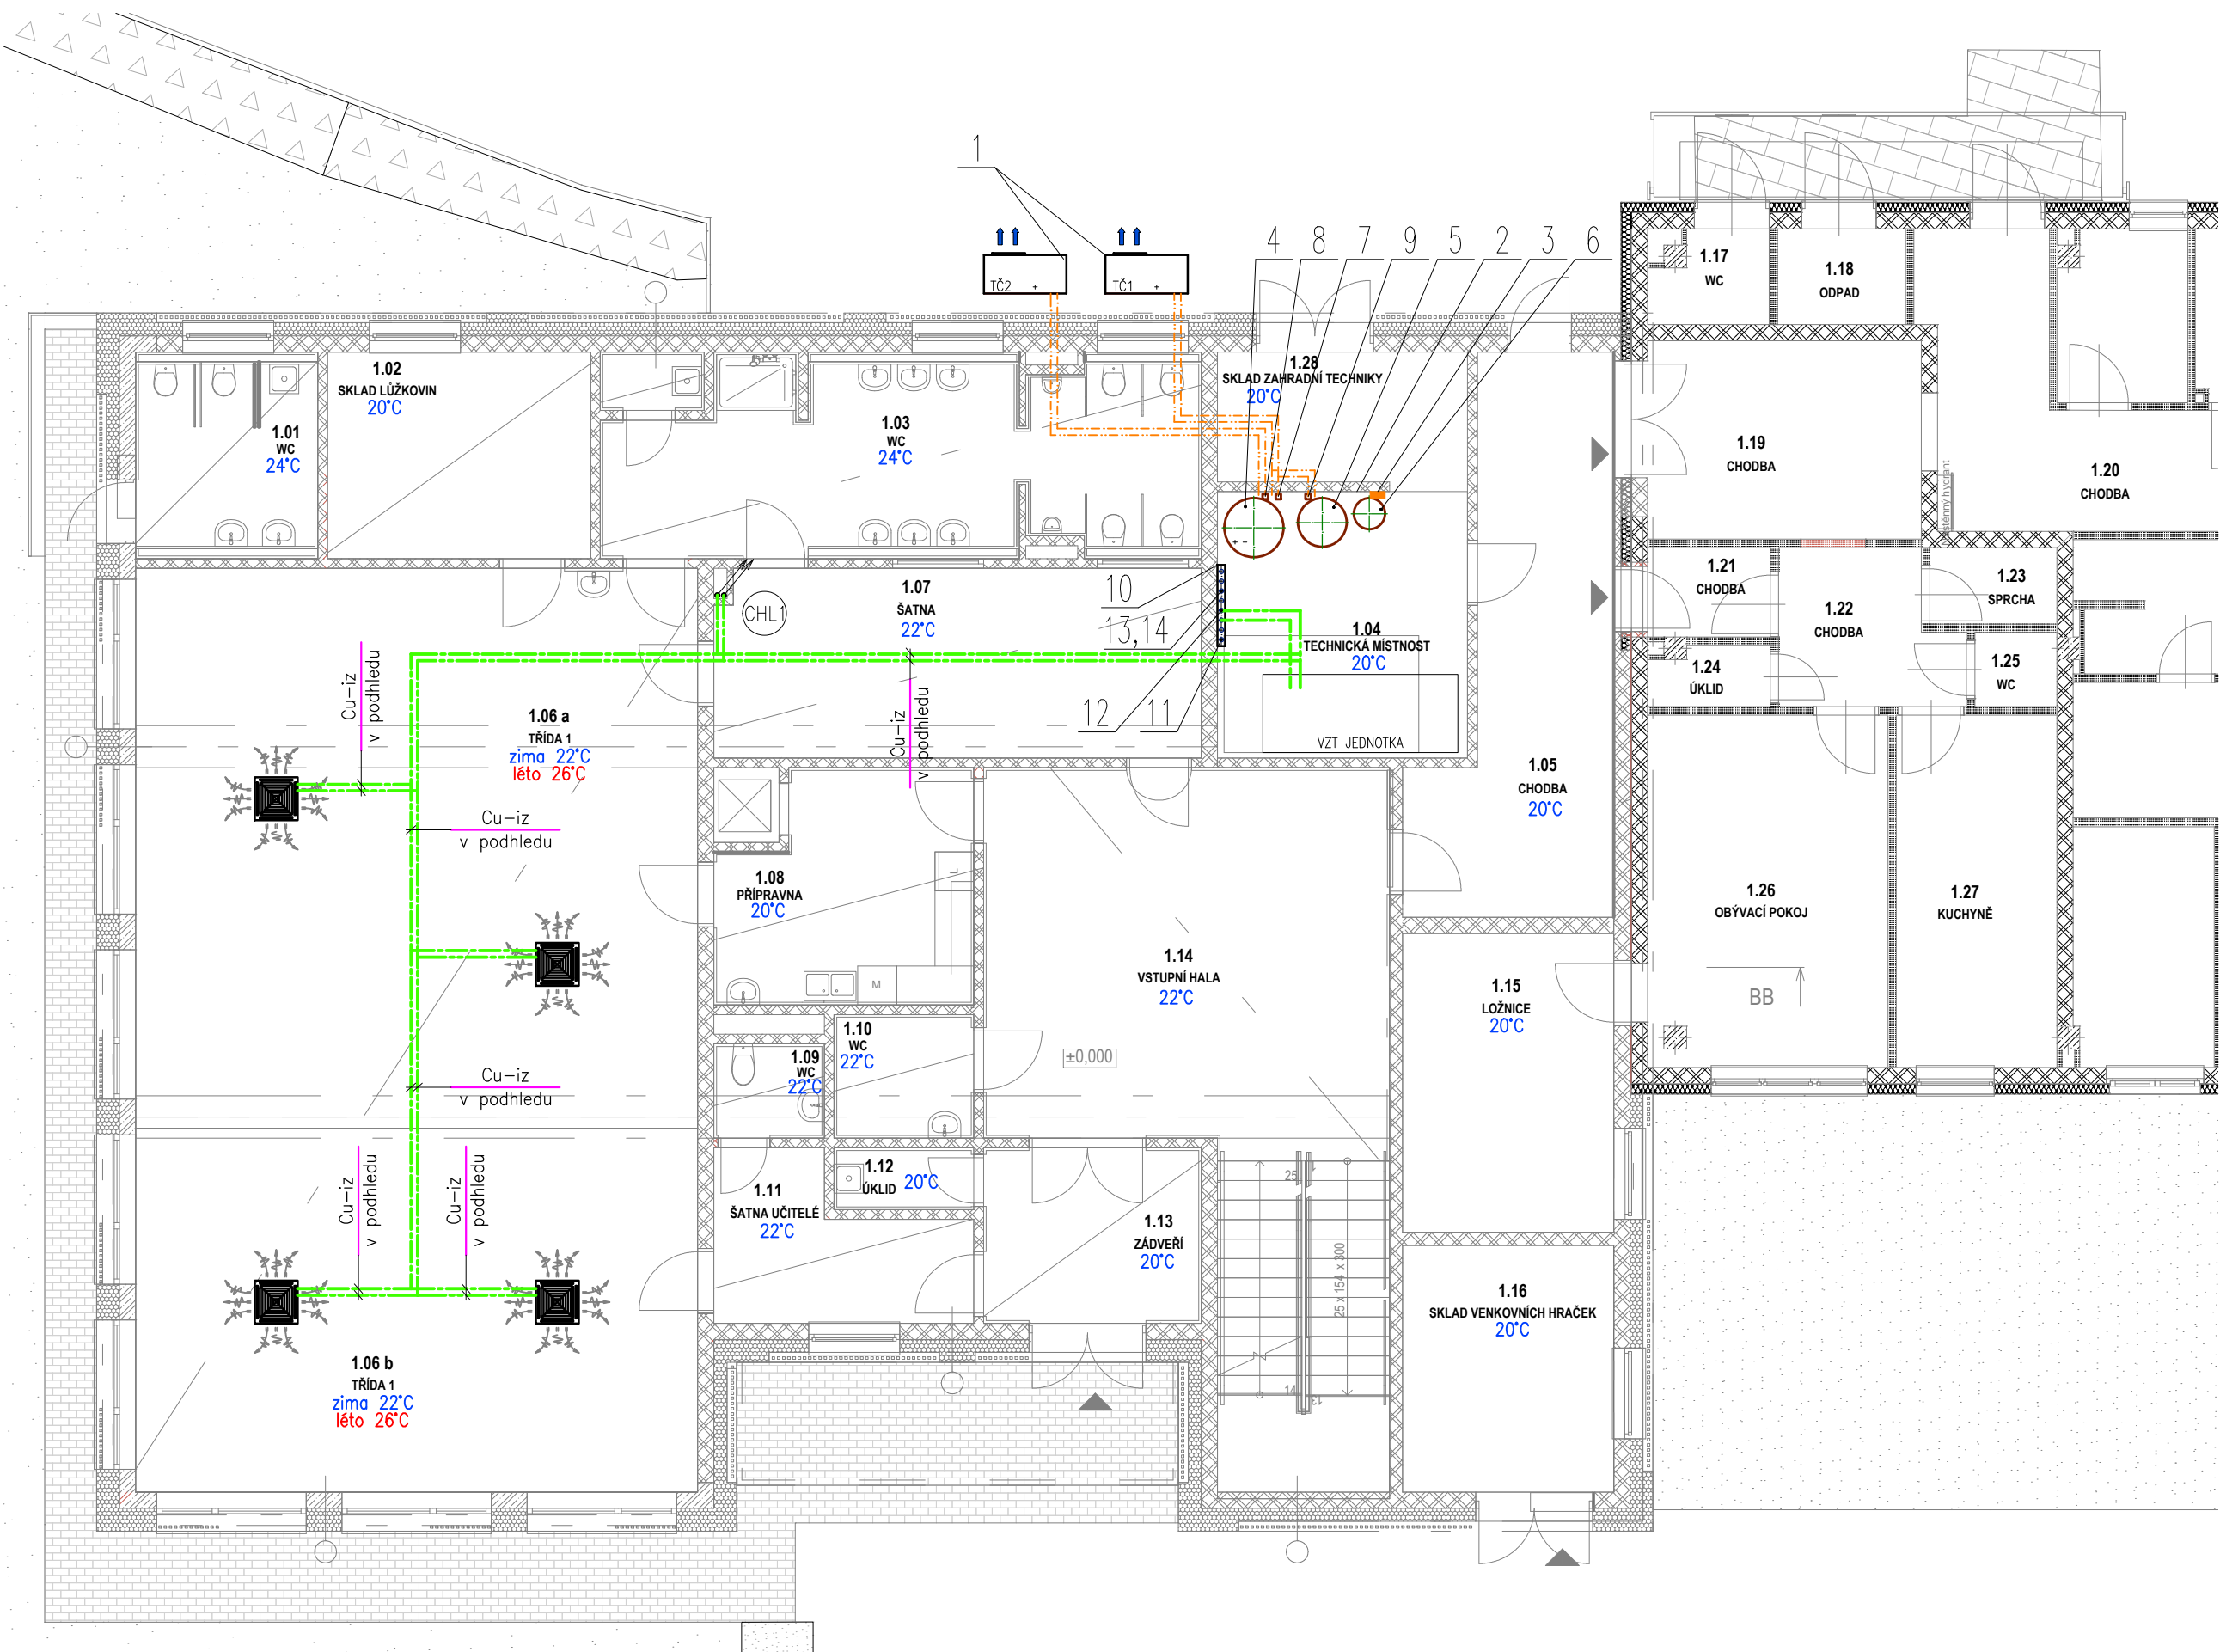 1
TČ2 +
TČ1 +
4 8 7 9 5 2 3 6
1.17
WC
1.18
ODPAD
1.01
WC
24°C
1.02
SKLAD LŮŽKOVIN
20°C
1.03
WC
24°C
1.28
SKLAD ZAHRADNÍ TECHNIKY
20°C
1.19
CHODBA
1.20
CHODBA
nástěnný hydrant
1.07
ŠATNA
22°C
CHL1
10
13,14
12
11
1.04
TECHNICKÁ MÍSTNOST
20°C
VZT JEDNOTKA
1.21
CHODBA
1.22
CHODBA
1.23
SPRCHA
1.24
ÚKLID
1.25
WC
Cu-iz
v podhledu
1.06 a
TŘÍDA 1
zima 22°C
léto 26°C
Cu-iz
v podhledu
Cu-iz
v podhledu
1.05
CHODBA
20°C
1.08
PŘÍPRAVNA
20°C
L
M
1.14
VSTUPNÍ HALA
22°C
±0,000
1.15
LOŽNICE
20°C
1.26
OBÝVACÍ POKOJ
BB
1.27
KUCHYNĚ
1.09
WC
22°C
1.10
WC
22°C
Cu-iz
v podhledu
Cu-iz
v podhledu
Cu-iz
v podhledu
1.11
ŠATNA UČITELÉ
22°C
1.12
ÚKLID 20°C
1.13
ZÁDVEŘÍ
20°C
25
1
25 x 154 x 300
14
13
1.16
SKLAD VENKOVNÍCH HRAČEK
20°C
1.06 b
TŘÍDA 1
zima 22°C
léto 26°C